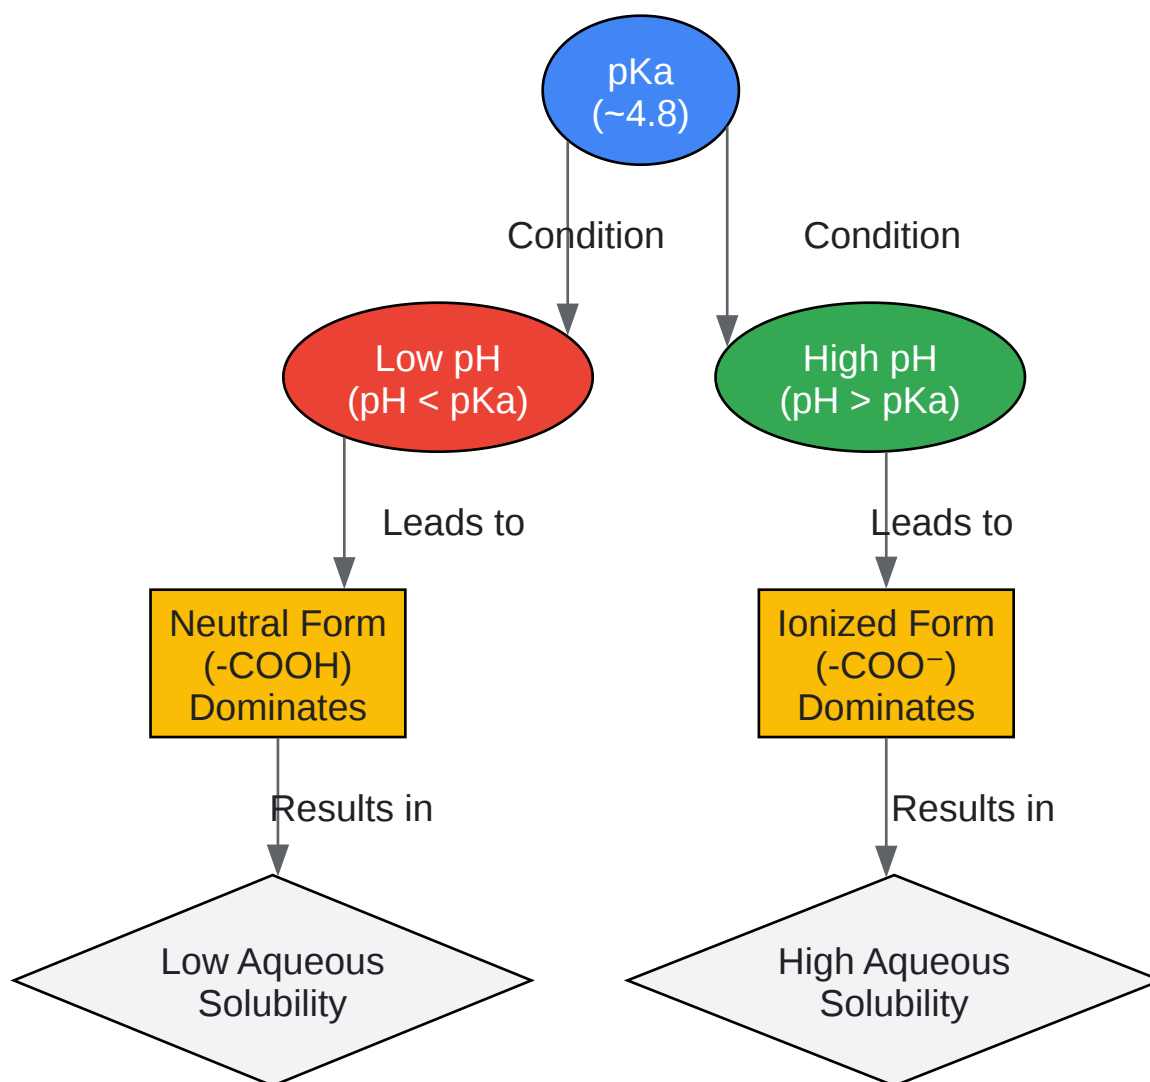 pKa
(~4.8)
Condition
Condition
Low pH
(pH < pKa)
High pH
(pH > pKa)
Leads to
Leads to
Neutral Form
(-COOH)
Dominates
Ionized Form
(-COO⁻)
Dominates
Results in
Results in
Low Aqueous
Solubility
High Aqueous
Solubility